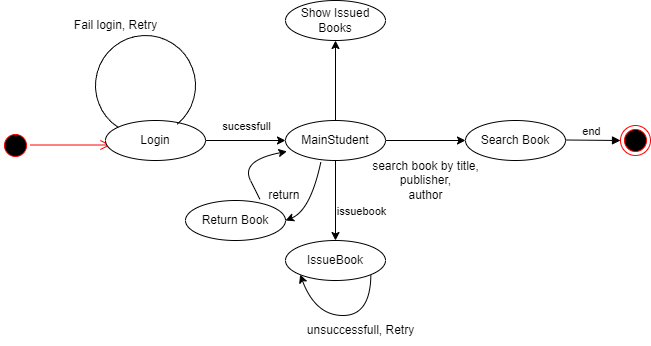 Show Issued
Books
Fail login, Retry
sucessfull
Login
MainStudent
Search Book
end
search book by title,
publisher,
author
return
Return Book
issuebook
IssueBook
unsuccessfull, Retry